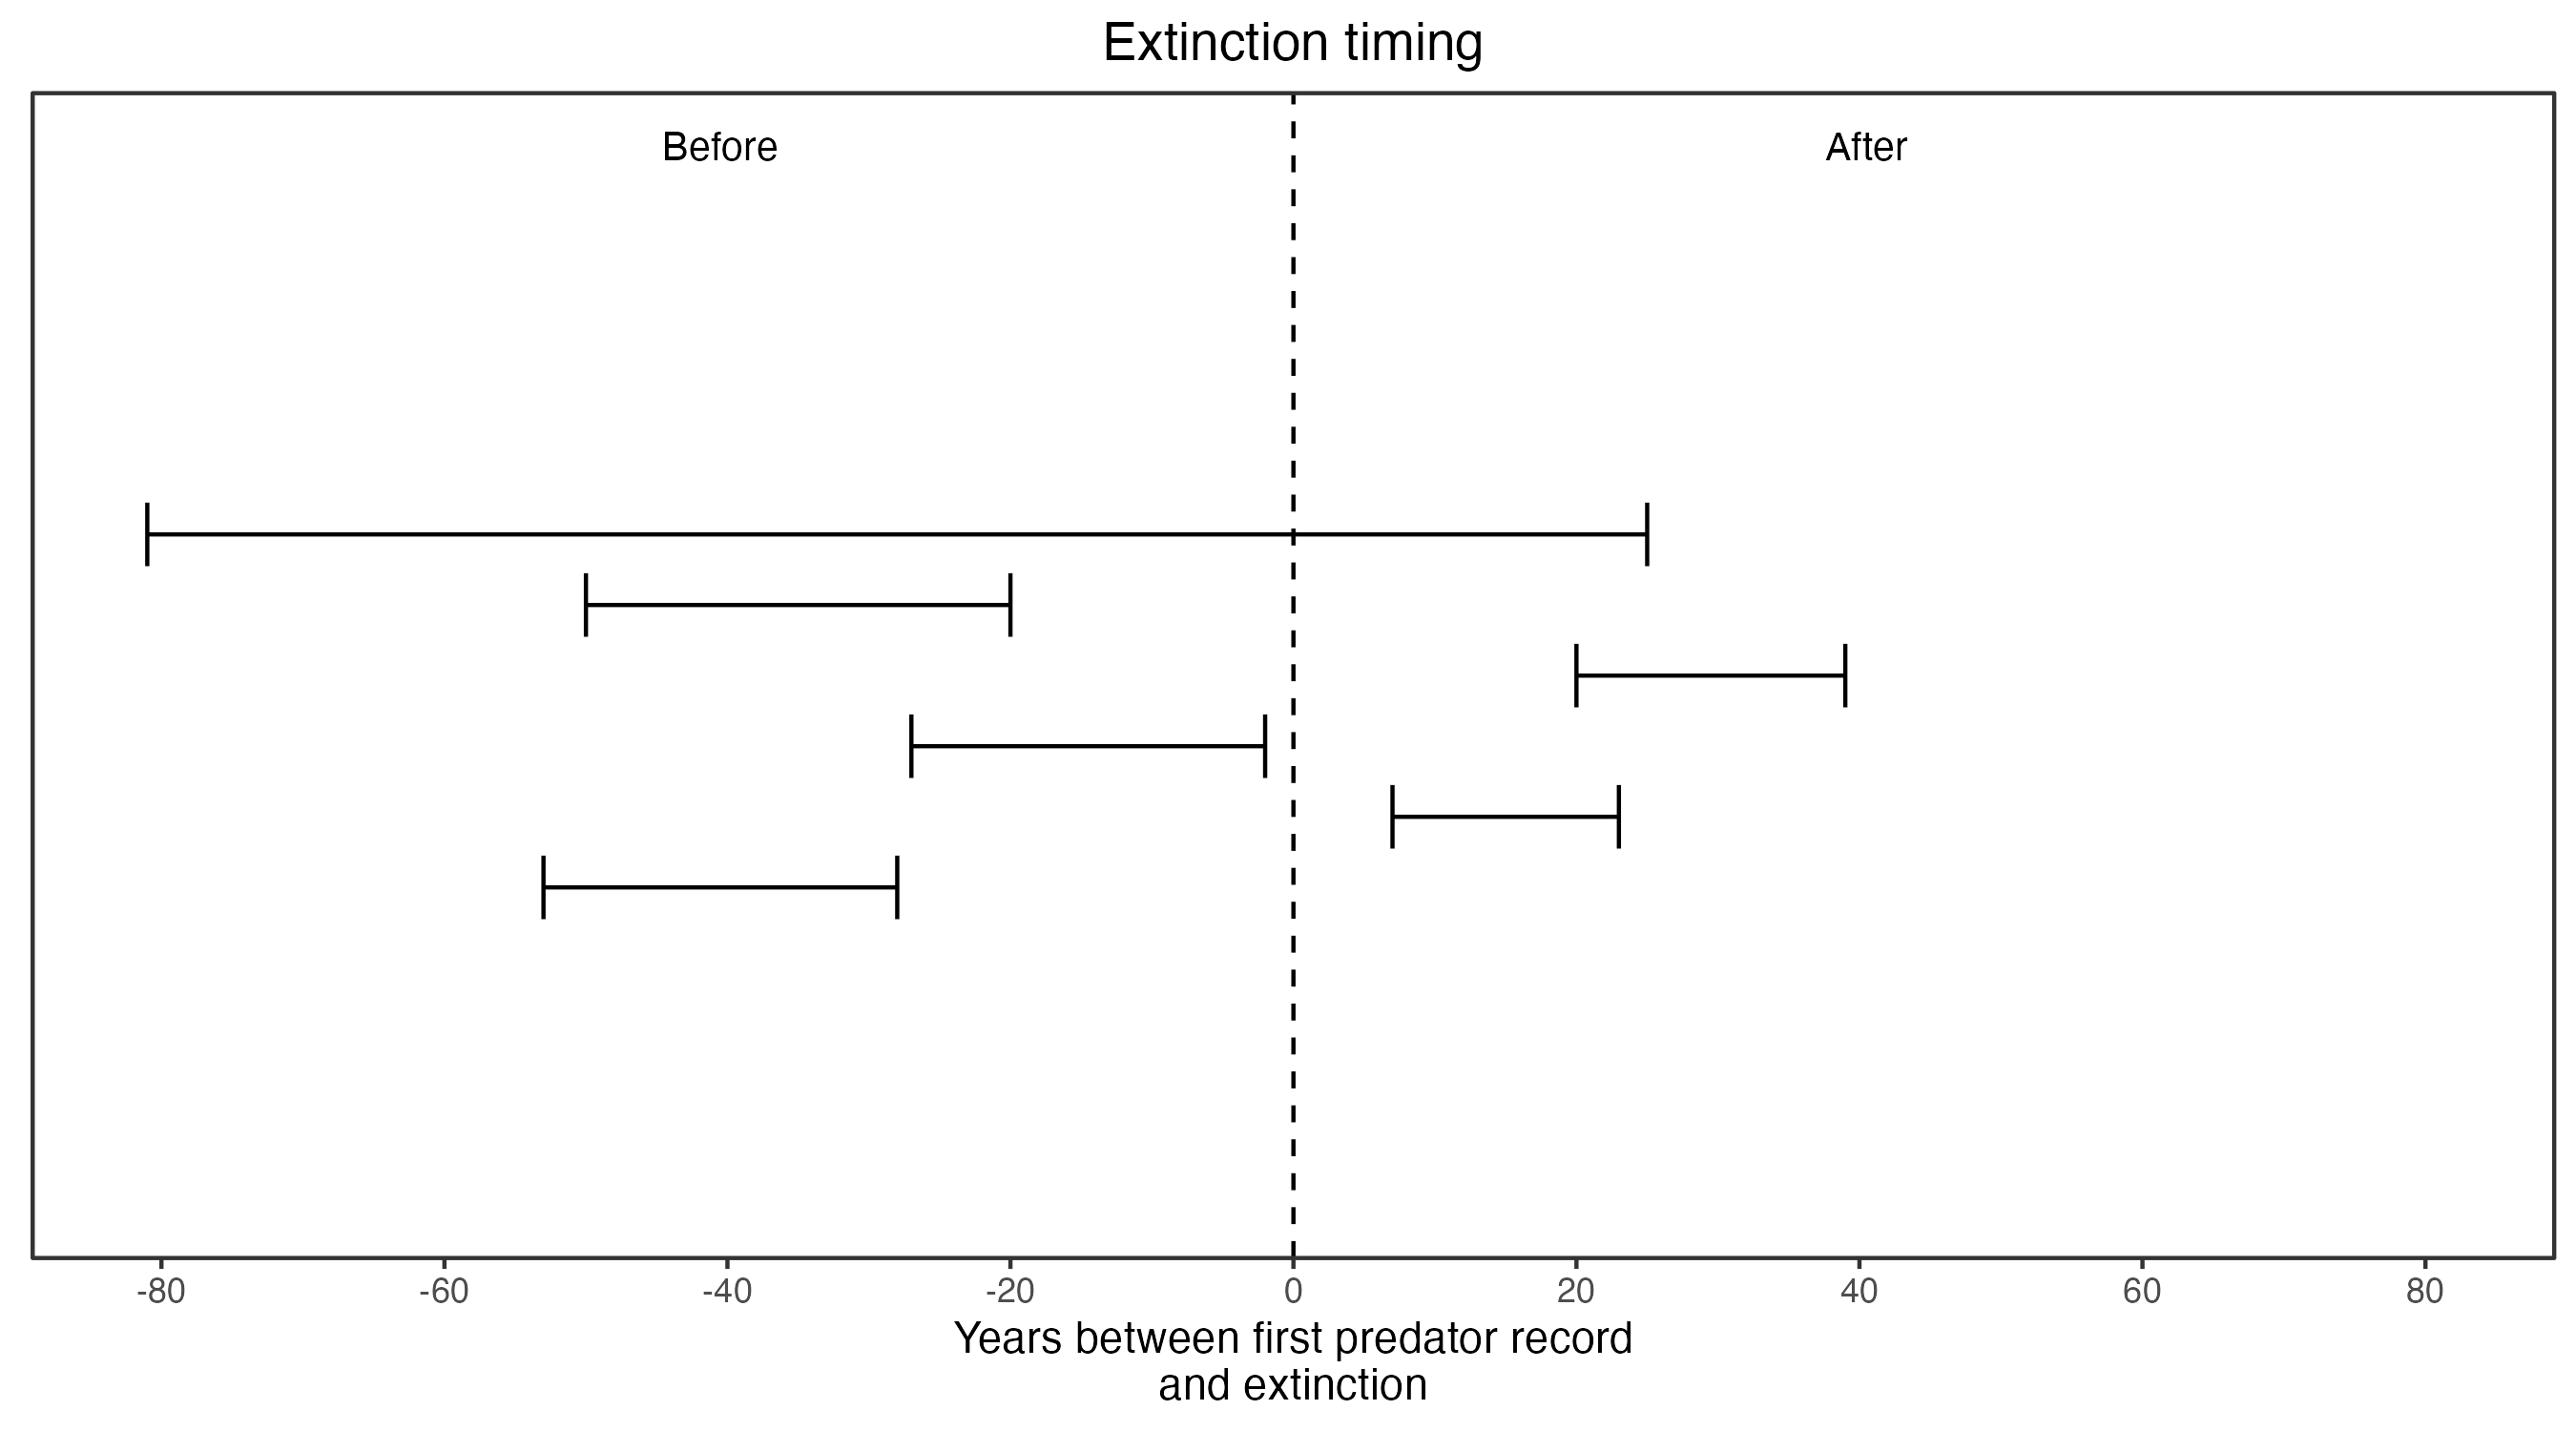 Extinction timing
Before
After
-80
-60
-40
-20
0
20
40
60
80
Years between first predator record
and extinction